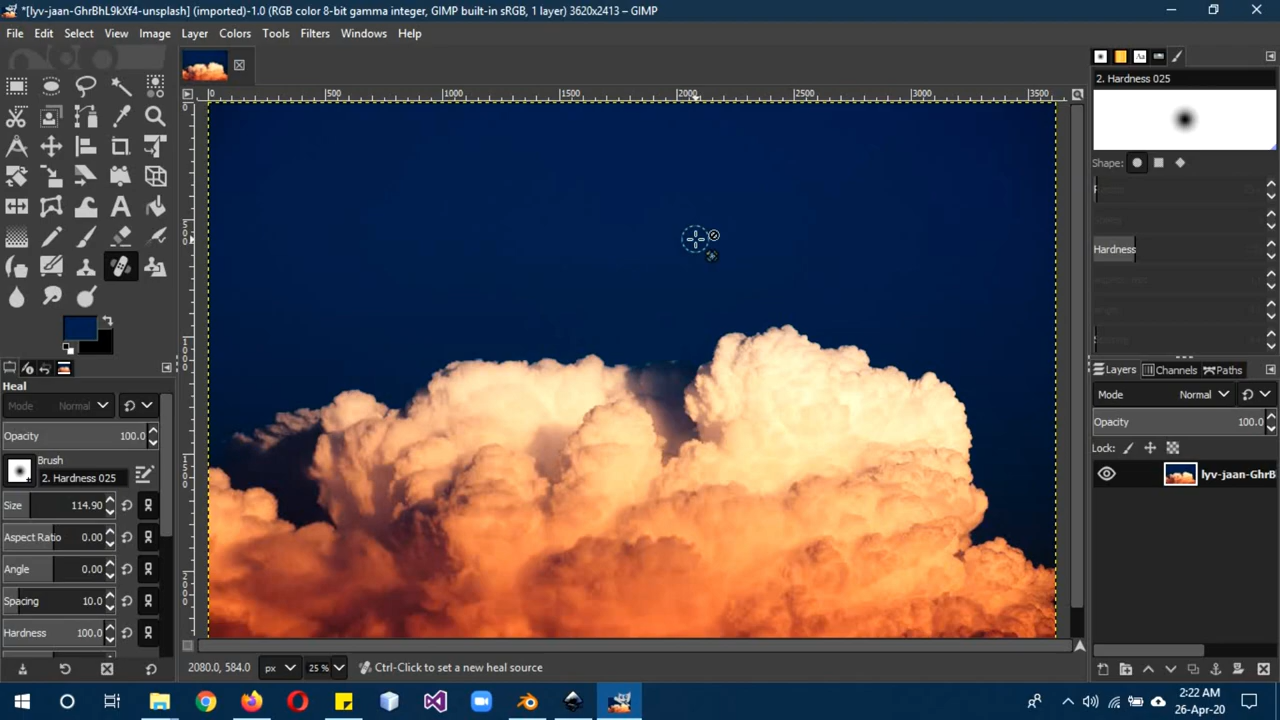 *[lyv-jaan-GhrBhL9kXf4-unsplash] (imported)-1.0 (RGB color 8-bit gamma integer, GIMP built-in sRGB, 1 layer) 3620x2413 – GIMP
File Edit Select View Image Layer Colors Tools Filters Windows Help
2. Hardness 025
0 500 1000 1500 2000 2500 3000 3500
0
500
1000
1500
2000
Hardness
Heal
Mode Normal
Opacity 100.0
Brush
2. Hardness 025
Size 114.90
Aspect Ratio 0.00
Angle 0.00
Spacing 10.0
Hardness 100.0
Layers Channels Paths
Mode Normal
Opacity 100.0
Lock:
lyv-jaan-GhrB
2080.0, 584.0 px 25 % Ctrl-Click to set a new heal source
2:22 AM
26-Apr-20